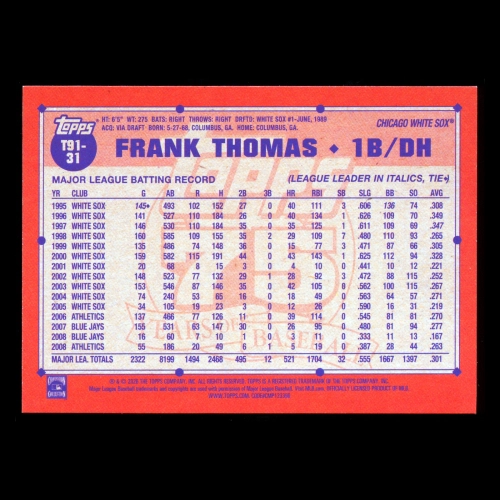 topps
T91-
31
HT: 6'5" WT: 275 BATS: RIGHT THROWS: RIGHT DRFTD: WHITE SOX #1-JUNE, 1989
ACQ: VIA DRAFT BORN: 5-27-68, COLUMBUS, GA. HOME: COLUMBUS, GA.
CHICAGO WHITE SOX®
FRANK THOMAS • 1B/DH
MAJOR LEAGUE BATTING RECORD (LEAGUE LEADER IN ITALICS, TIE♦)
YR CLUB G AB R H 2B 3B HR RBI SB SLG BB SO AVG
1995 WHITE SOX 145♦ 493 102 152 27 0 40 111 3 .606 136 74 .308
1996 WHITE SOX 141 527 110 184 26 0 40 134 1 .626 109 70 .349
1997 WHITE SOX 146 530 110 184 35 0 35 125 1 .611 109 69 .347
1998 WHITE SOX 160 585 109 155 35 2 29 109 7 .480 110 93 .265
1999 WHITE SOX 135 486 74 148 36 0 15 77 3 .471 87 66 .305
2000 WHITE SOX 159 582 115 191 44 0 43 143 1 .625 112 94 .328
2001 WHITE SOX 20 68 8 15 3 0 4 10 0 .441 10 12 .221
2002 WHITE SOX 148 523 77 132 29 1 28 92 3 .472 88 115 .252
2003 WHITE SOX 153 546 87 146 35 0 42 105 0 .562 100 115 .267
2004 WHITE SOX 74 240 53 65 16 0 18 49 0 .563 64 57 .271
2005 WHITE SOX 34 105 19 23 3 0 12 26 0 .590 16 31 .219
2006 ATHLETICS 137 466 77 126 11 0 39 114 0 .545 81 81 .270
2007 BLUE JAYS 155 531 63 147 30 0 26 95 0 .480 81 94 .277
2008 BLUE JAYS 16 60 7 10 1 0 3 11 0 .333 11 13 .167
2008 ATHLETICS 55 186 20 49 6 1 5 19 0 .387 28 44 .263
MAJOR LEA. TOTALS 2322 8199 1494 2468 495 12 521 1704 32 .555 1667 1397 .301
TOPPS
75
YEARS OF BASEBALL